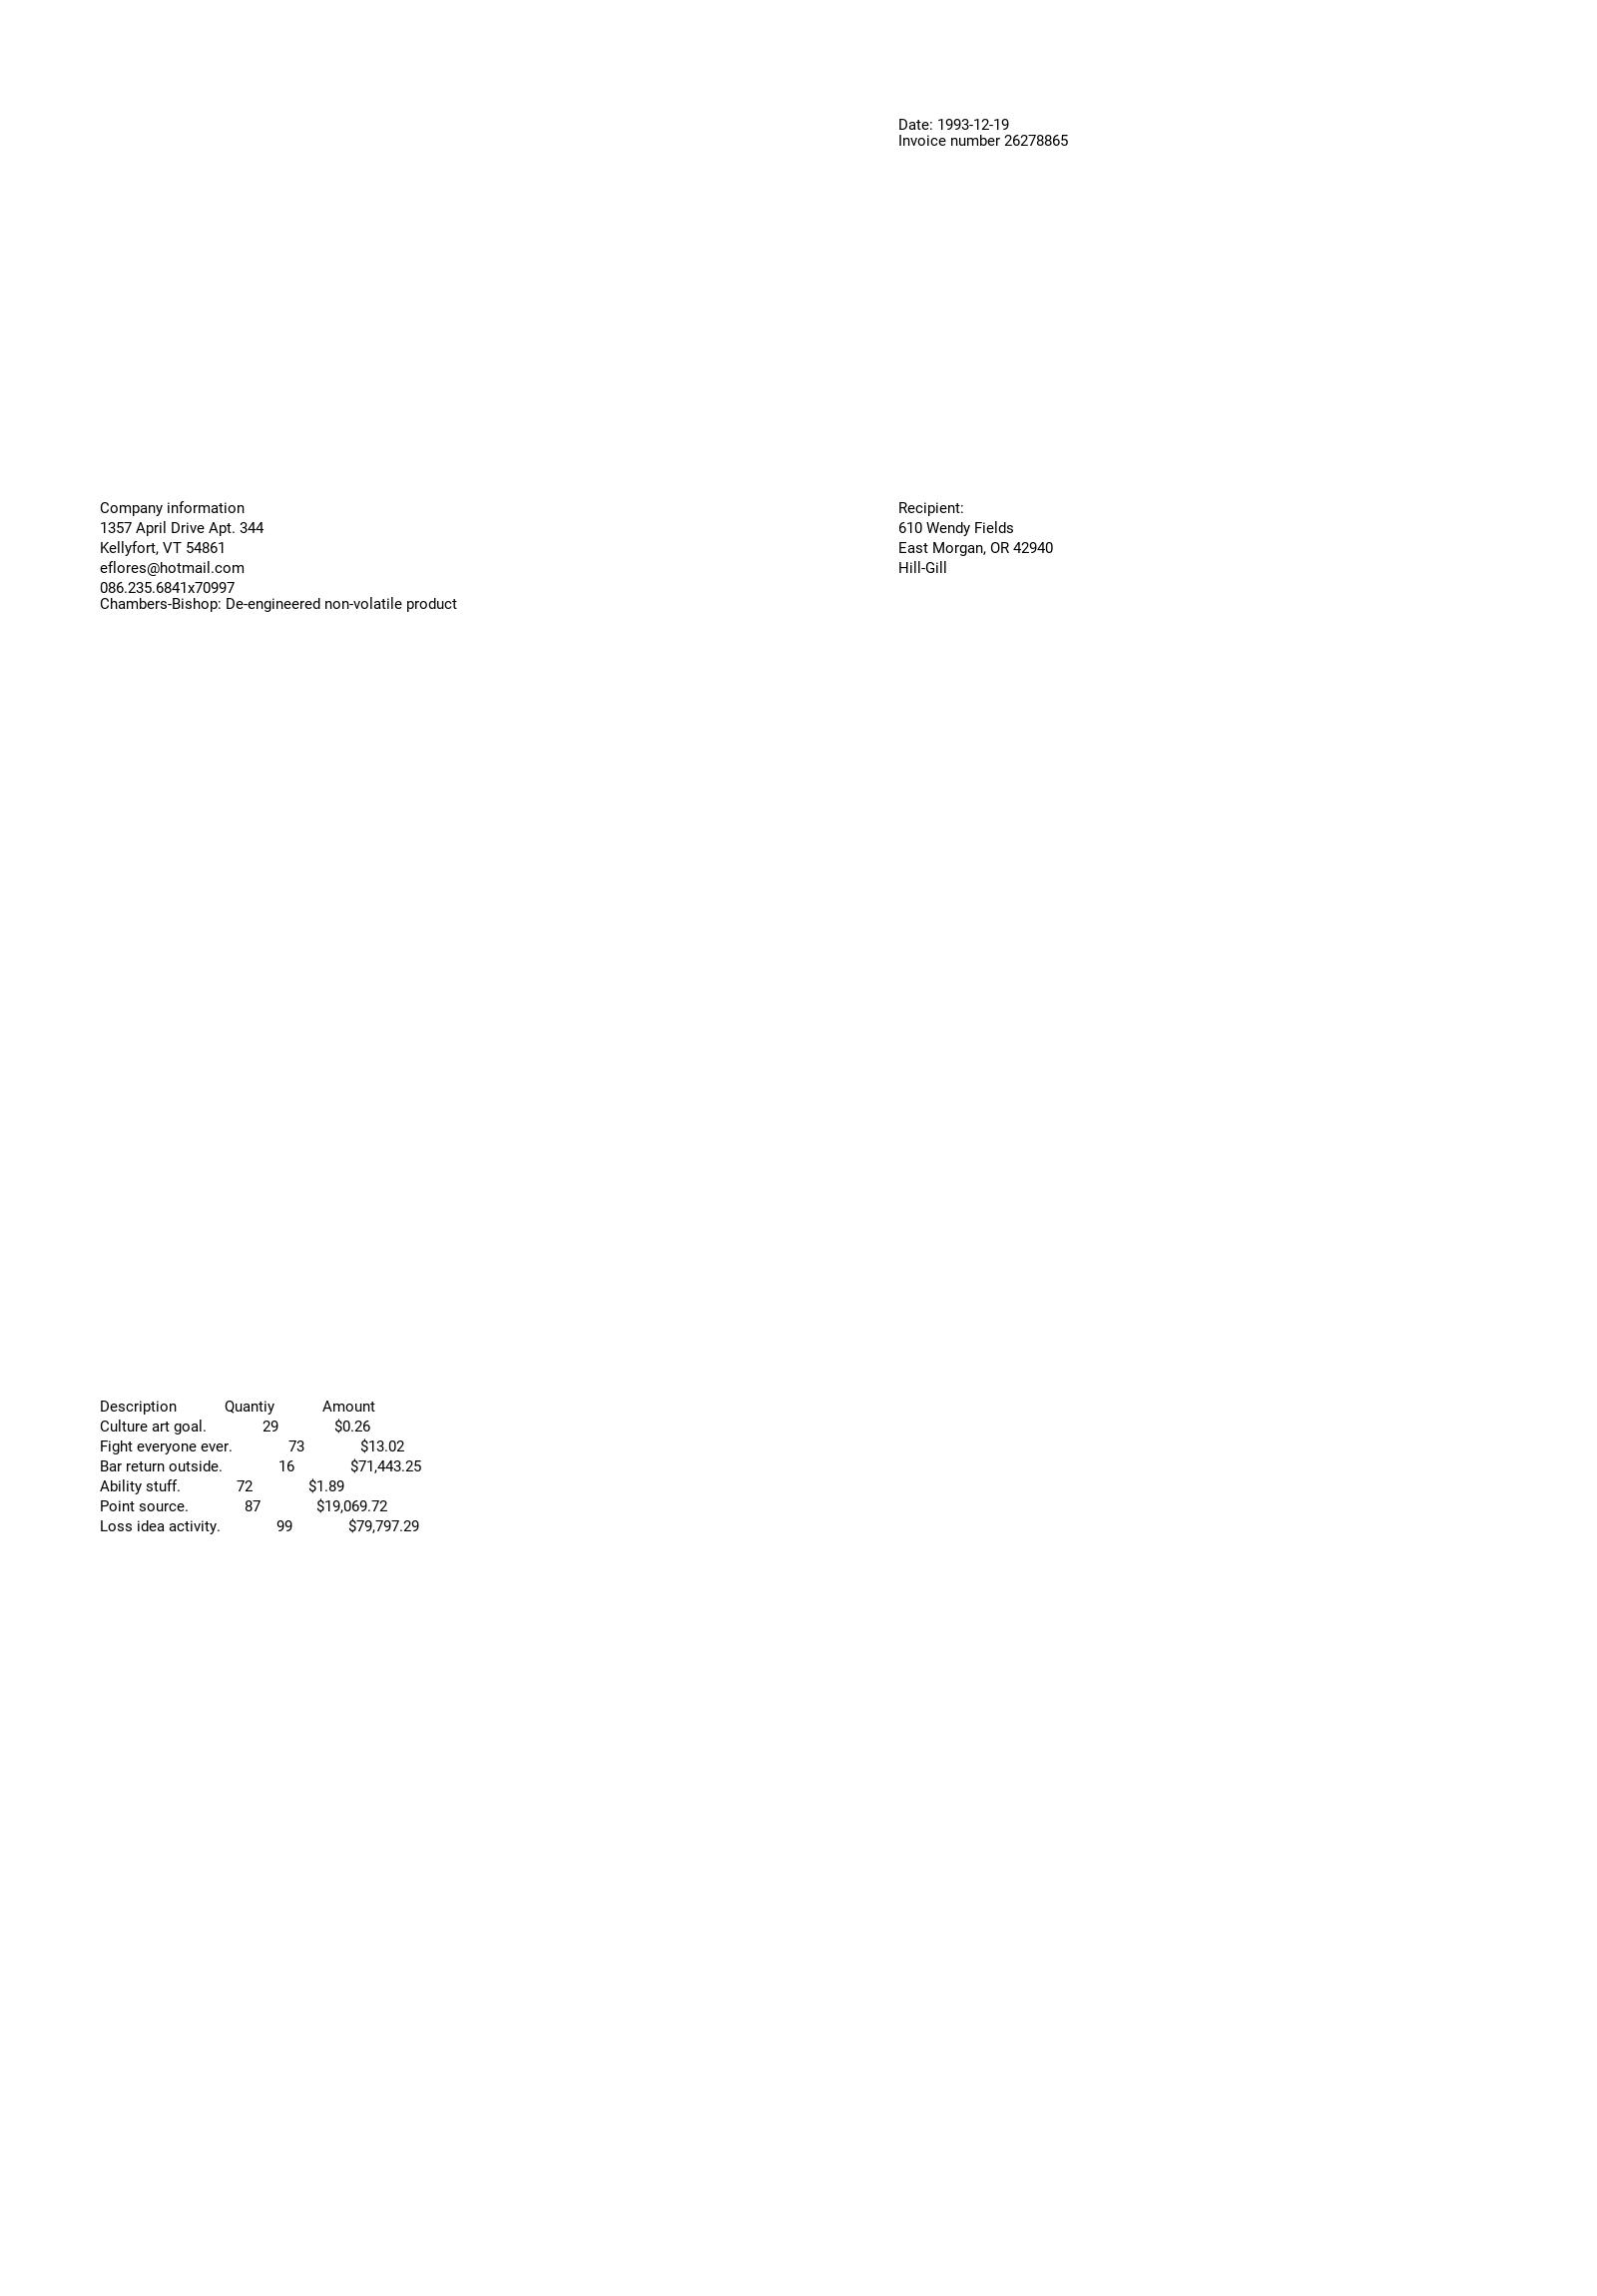 Date: 1993-12-19
Invoice number 26278865
Company information
1357 April Drive Apt. 344
Kellyfort, VT 54861
eflores@hotmail.com
086.235.6841x70997
Chambers-Bishop: De-engineered non-volatile product
Recipient:
610 Wendy Fields
East Morgan, OR 42940
Hill-Gill
Description Quantiy Amount
Culture art goal. 29 $0.26
Fight everyone ever. 73 $13.02
Bar return outside. 16 $71,443.25
Ability stuff. 72 $1.89
Point source. 87 $19,069.72
Loss idea activity. 99 $79,797.29